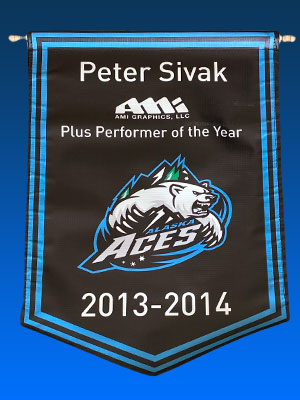 Peter Sivak
AMI
AMI GRAPHICS, LLC
Plus Performer of the Year
ALASKA
ACES
2013-2014